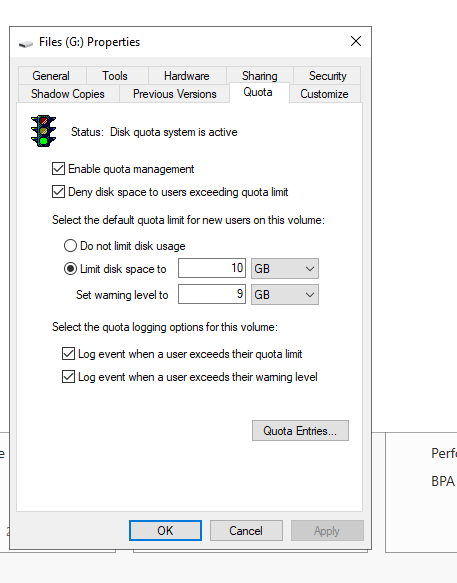 Files (G:) Properties
General Tools Hardware Sharing Security
Shadow Copies Previous Versions Quota Customize
Status: Disk quota system is active
Enable quota management
Deny disk space to users exceeding quota limit
Select the default quota limit for new users on this volume:
Do not limit disk usage
Limit disk space to 10 GB
Set warning level to 9 GB
Select the quota logging options for this volume:
Log event when a user exceeds their quota limit
Log event when a user exceeds their warning level
Quota Entries...
e
Perf
BPA
2
OK Cancel Apply